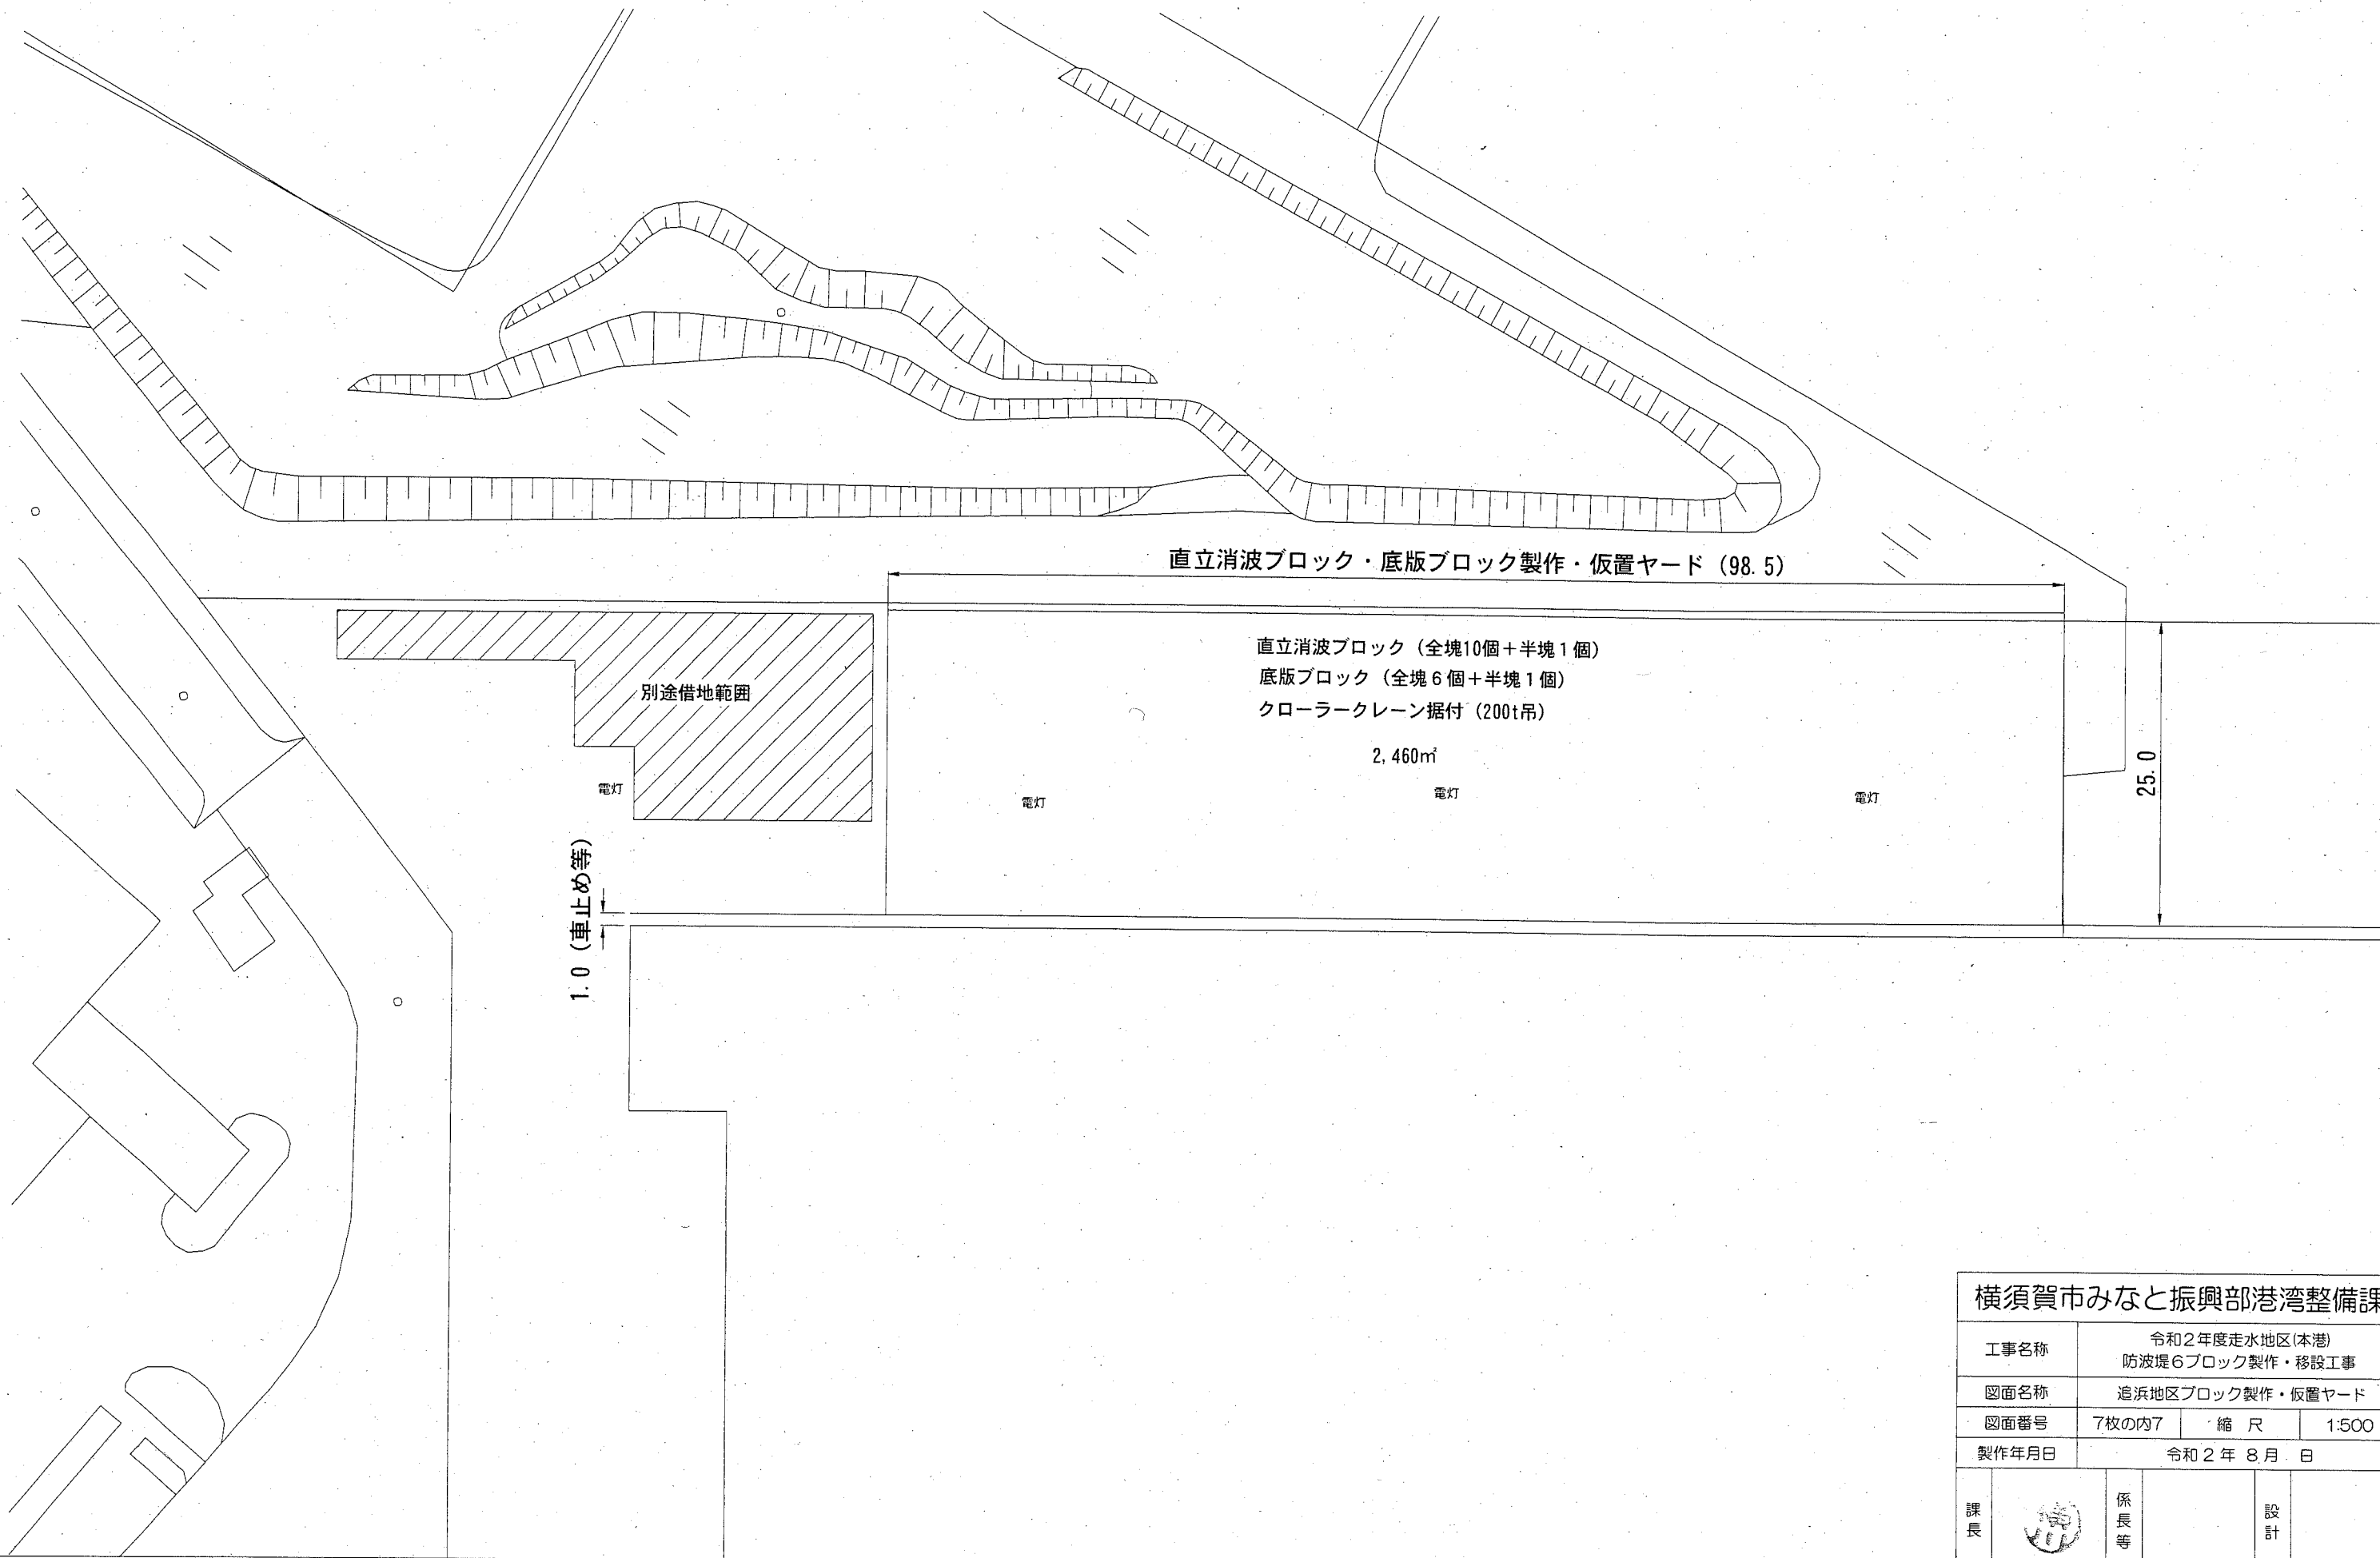 直立消波ブロック・底版ブロック製作・仮置ヤード（98.5）
直立消波ブロック（全塊10個＋半塊1個）
底版ブロック（全塊6個＋半塊1個）
クローラークレーン据付（200t吊）
2,460㎡
別途借地範囲
電灯
電灯
電灯
電灯
25.0
1.0（車止め等）
横須賀市みなと振興部港湾整備課
工事名称
令和2年度走水地区(本港)
防波堤6ブロック製作・移設工事
図面名称
追浜地区ブロック製作・仮置ヤード
図面番号
7枚の内7
縮 尺
1:500
製作年月日
令和 2 年 8 月 日
課長
係長等
設計